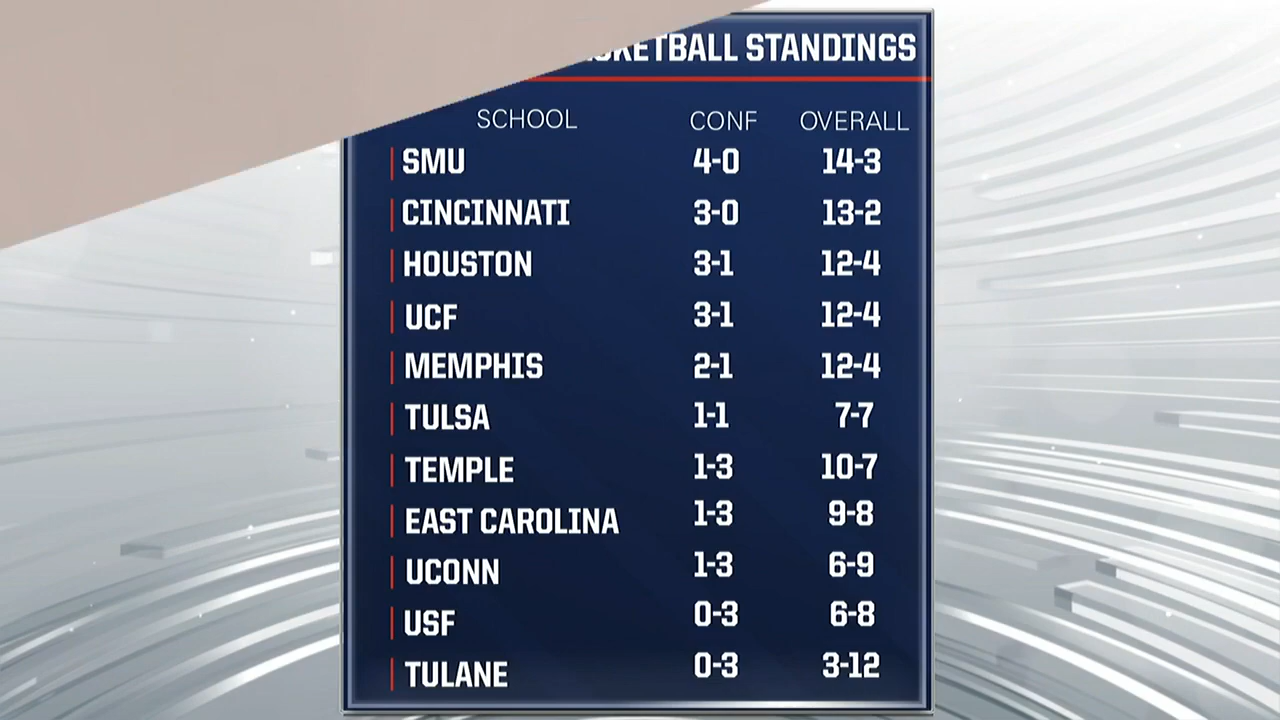 STANDINGS
SCHOOL CONF OVERALL
SMU 4-0 14-3
CINCINNATI 3-0 13-2
HOUSTON 3-1 12-4
UCF 3-1 12-4
MEMPHIS 2-1 12-4
TULSA 1-1 7-7
TEMPLE 1-3 10-7
EAST CAROLINA 1-3 9-8
UCONN 1-3 6-9
USF 0-3 6-8
TULANE 0-3 3-12